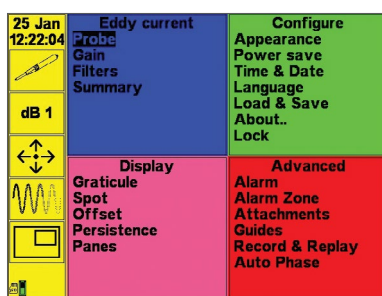 25 Jan
12:22:04
dB 1
Eddy current
Probe
Gain
Filters
Summary
Configure
Appearance
Power save
Time & Date
Language
Load & Save
About..
Lock
Display
Graticule
Spot
Offset
Persistence
Panes
Advanced
Alarm
Alarm Zone
Attachments
Guides
Record & Replay
Auto Phase